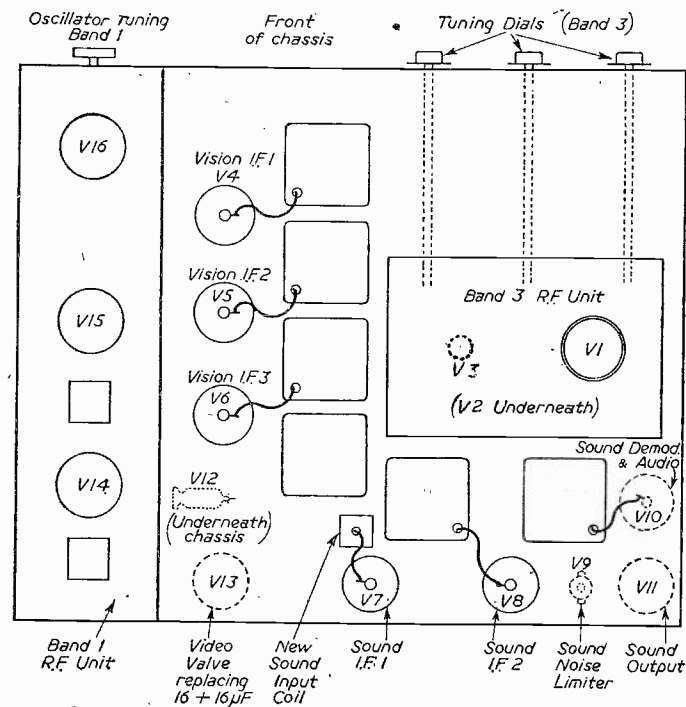 Oscillator Tuning
Band 1
Front
of chassis
Tuning Dials (Band 3)
V16
Vision I.F.1
V4
Vision I.F.2
V5
V15
Band 3 R.F Unit
V3
V1
(V2 Underneath)
Vision I.F.3
V6
Sound Demod.
& Audio
V14
V12
(Underneath
chassis)
V10
V13
V7
V8
V9
V11
Band 1
R.F. Unit
Video
Valve
replacing
16 + 16µF
New
Sound
Input
Coil
Sound
I.F.1
Sound
I.F.2
Sound
Noise
Limiter
Sound
Output